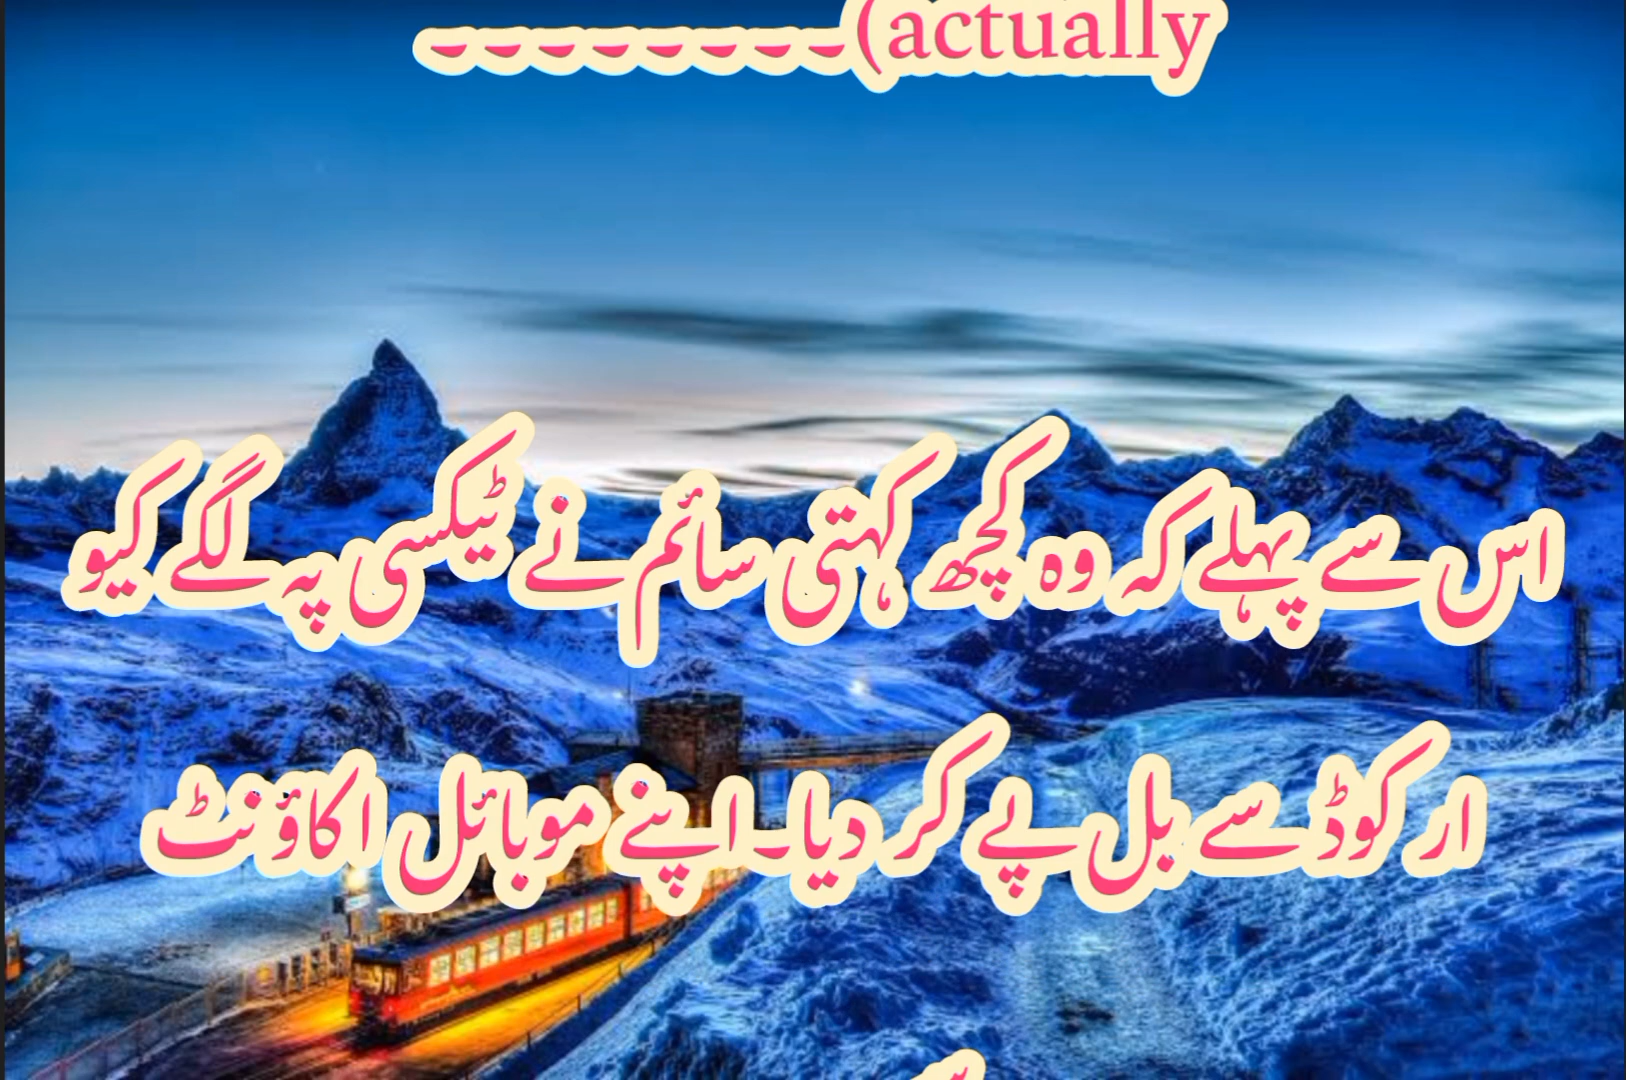 (actually۔۔۔۔۔۔۔۔
اس سے پہلے کہ وہ کچھ کہتی سائم نے ٹیکسی پہ لگے کیو
ار کوڈ سے بل پے کر دیا۔ اپنے موبائل اکاؤنٹ